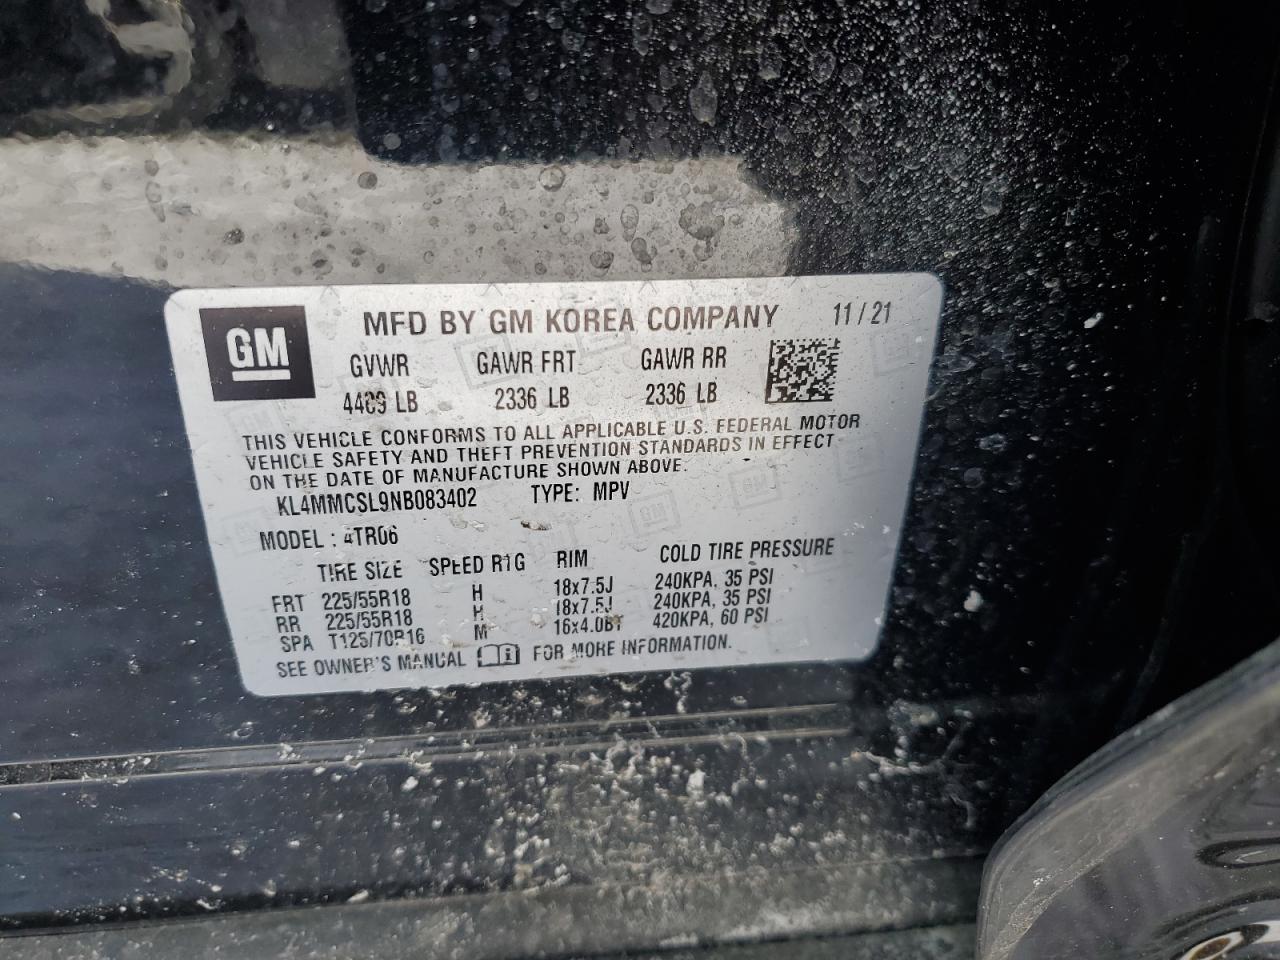 GM
MFD BY GM KOREA COMPANY 11/21
GVWR GAWR FRT GAWR RR
4489 LB 2336 LB 2336 LB
THIS VEHICLE CONFORMS TO ALL APPLICABLE U.S. FEDERAL MOTOR
VEHICLE SAFETY AND THEFT PREVENTION STANDARDS IN EFFECT
ON THE DATE OF MANUFACTURE SHOWN ABOVE.
KL4MMCSL9NB083402 TYPE: MPV
MODEL : 4TR06
TIRE SIZE SPEED RTG RIM COLD TIRE PRESSURE
FRT 225/55R18 H 18x7.5J 240KPA, 35 PSI
RR 225/55R18 H 18x7.5J 240KPA, 35 PSI
SPA T125/70R16 M 16x4.0BT 420KPA, 60 PSI
SEE OWNER'S MANUAL FOR MORE INFORMATION.